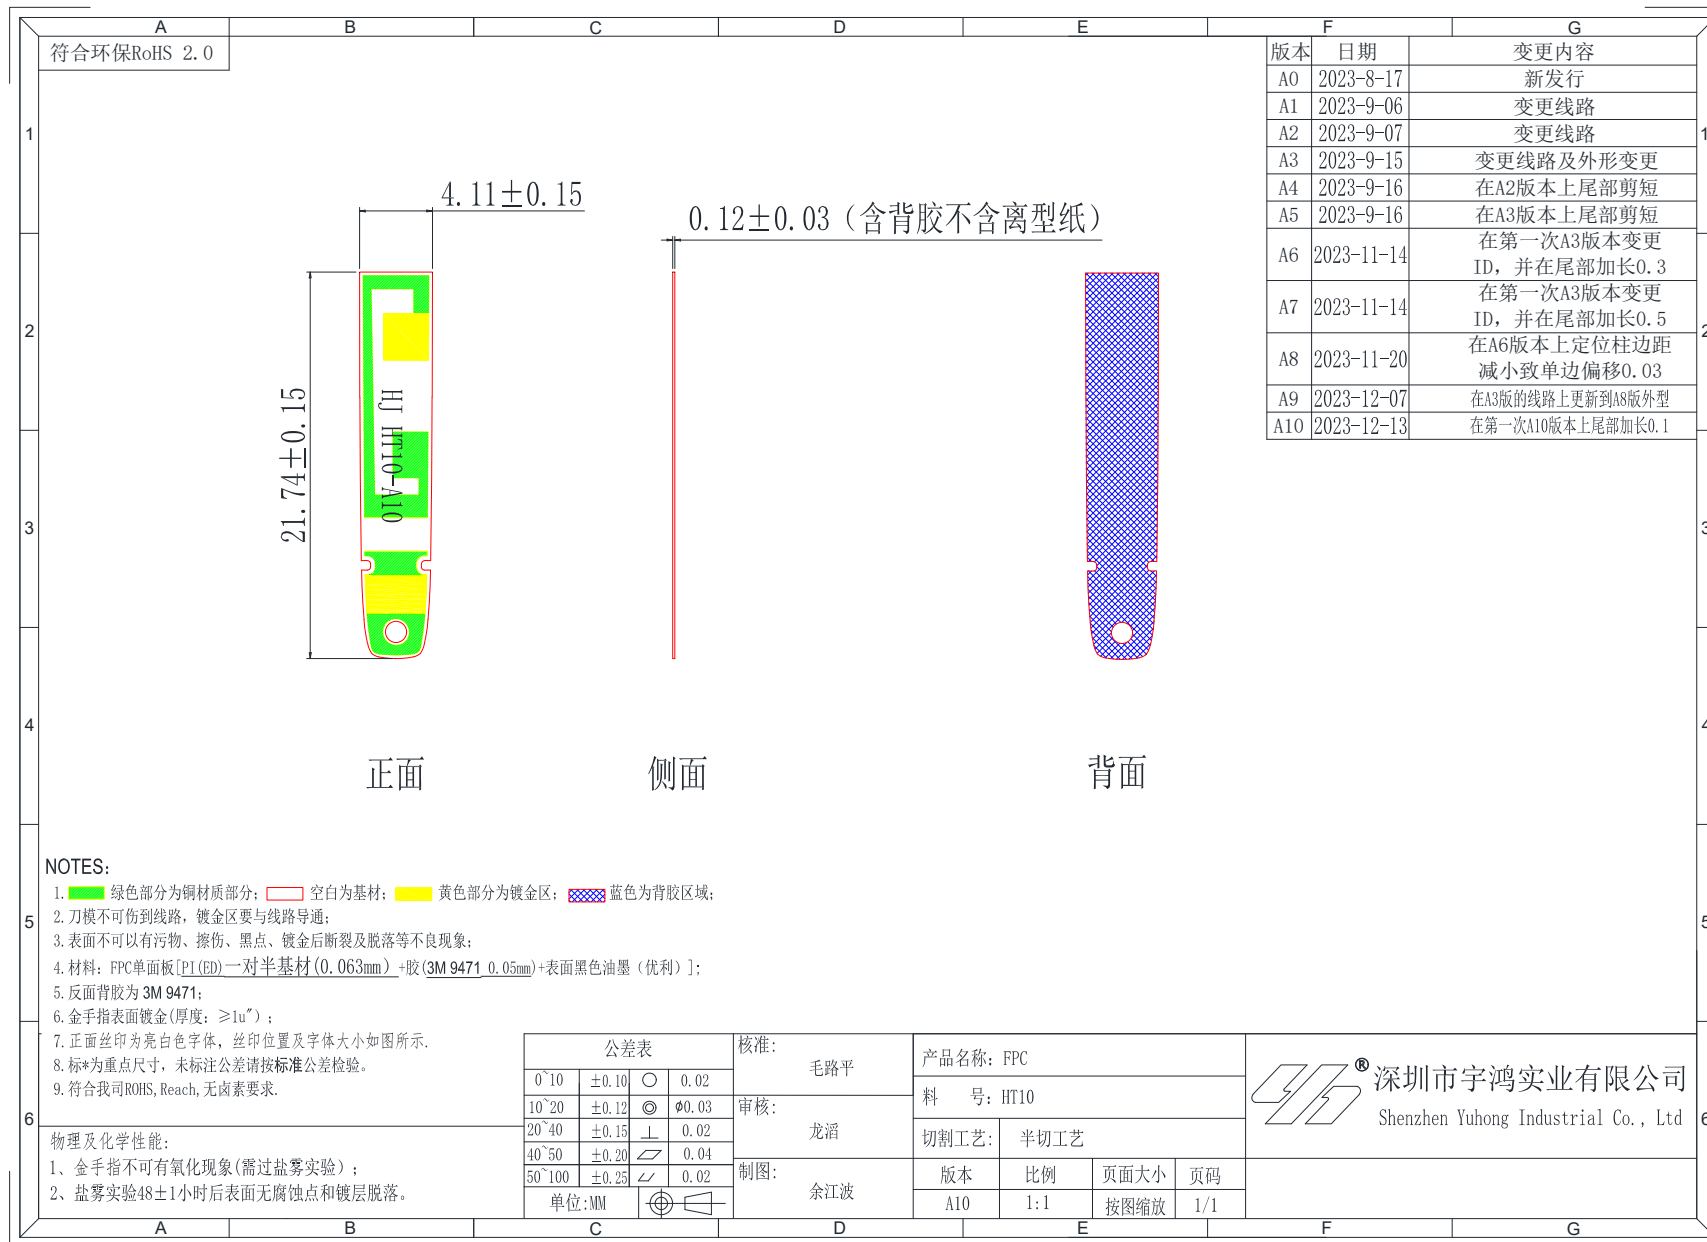 A B C D E F G
符合环保RoHS 2.0
版本 日期 变更内容
A0 2023-8-17 新发行
A1 2023-9-06 变更线路
A2 2023-9-07 变更线路
A3 2023-9-15 变更线路及外形变更
A4 2023-9-16 在A2版本上尾部剪短
A5 2023-9-16 在A3版本上尾部剪短
A6 2023-11-14 在第一次A3版本变更
ID, 并在尾部加长0.3
A7 2023-11-14 在第一次A3版本变更
ID, 并在尾部加长0.5
A8 2023-11-20 在A6版本上定位柱边距
减小致单边偏移0.03
A9 2023-12-07 在A3版的线路上更新到A8版外型
A10 2023-12-13 在第一次A10版本上尾部加长0.1
1 1
2 2
3 3
4 4
5 5
6 6
4.11±0.15
0.12±0.03（含背胶不含离型纸）
21.74±0.15
HJ HT10-A10
正面 侧面 背面
NOTES:
1. 绿色部分为铜材质部分; 空白为基材; 黄色部分为镀金区; 蓝色为背胶区域;
2.刀模不可伤到线路, 镀金区要与线路导通;
3.表面不可以有污物、擦伤、黑点、镀金后断裂及脱落等不良现象;
4.材料: FPC单面板[PI(ED)一对半基材(0.063mm) +胶(3M 9471 0.05mm)+表面黑色油墨（优利）];
5.反面背胶为 3M 9471;
6.金手指表面镀金(厚度: ≥1u");
7.正面丝印为亮白色字体, 丝印位置及字体大小如图所示.
8.标*为重点尺寸, 未标注公差请按标准公差检验。
9.符合我司ROHS,Reach,无卤素要求.
物理及化学性能:
1、金手指不可有氧化现象(需过盐雾实验);
2、盐雾实验48±1小时后表面无腐蚀点和镀层脱落。
公差表
0~10 ±0.10 ○ 0.02
10~20 ±0.12 ◎ ϕ0.03
20~40 ±0.15 ⊥ 0.02
40~50 ±0.20 ▱ 0.04
50~100 ±0.25 // 0.02
单位:MM
核准: 毛路平
审核: 龙滔
制图: 余江波
产品名称: FPC
料 号: HT10
切割工艺: 半切工艺
版本 比例 页面大小 页码
A10 1:1 按图缩放 1/1
® 深圳市宇鸿实业有限公司
Shenzhen Yuhong Industrial Co., Ltd
A B C D E F G